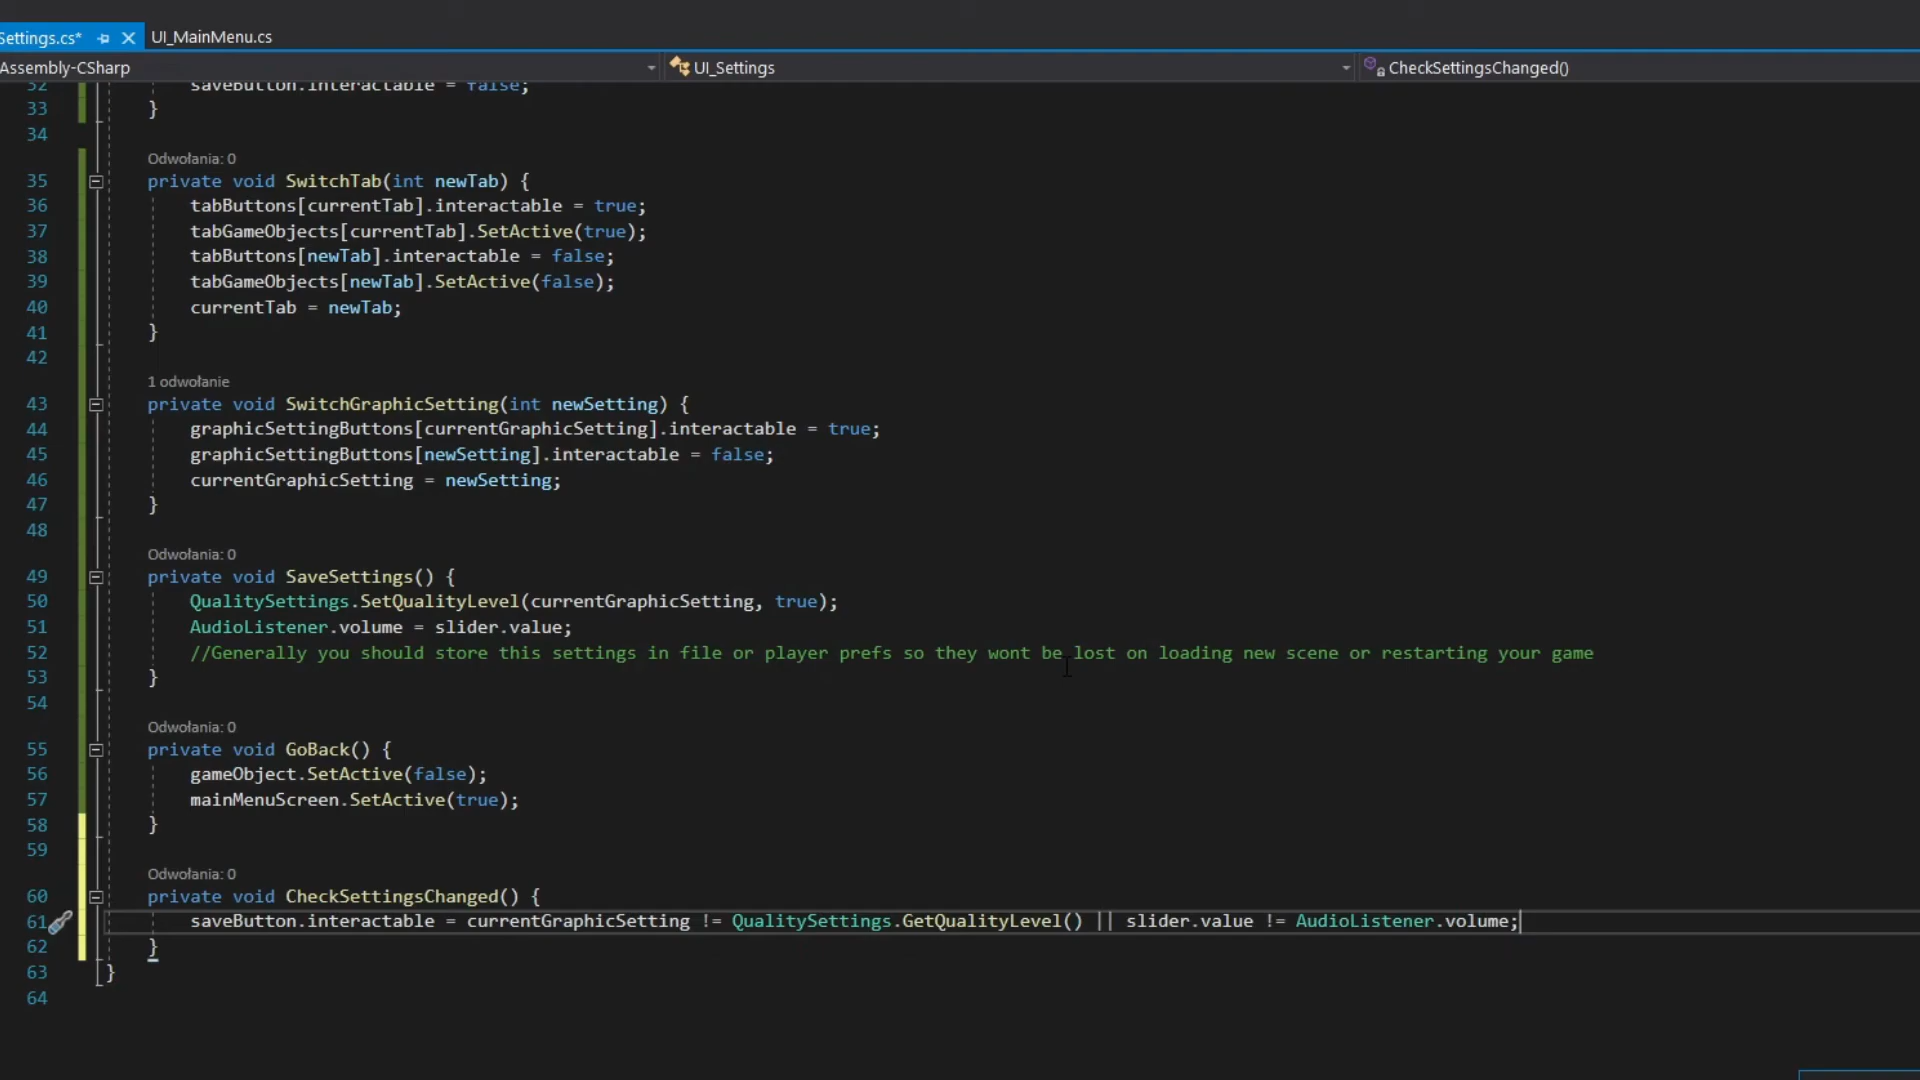 Settings.cs* UI_MainMenu.cs
Assembly-CSharp UI_Settings CheckSettingsChanged()
32 saveButton.interactable = false;
33 }
34
Odwołania: 0
35 private void SwitchTab(int newTab) {
36 tabButtons[currentTab].interactable = true;
37 tabGameObjects[currentTab].SetActive(true);
38 tabButtons[newTab].interactable = false;
39 tabGameObjects[newTab].SetActive(false);
40 currentTab = newTab;
41 }
42
1 odwołanie
43 private void SwitchGraphicSetting(int newSetting) {
44 graphicSettingButtons[currentGraphicSetting].interactable = true;
45 graphicSettingButtons[newSetting].interactable = false;
46 currentGraphicSetting = newSetting;
47 }
48
Odwołania: 0
49 private void SaveSettings() {
50 QualitySettings.SetQualityLevel(currentGraphicSetting, true);
51 AudioListener.volume = slider.value;
52 //Generally you should store this settings in file or player prefs so they wont be lost on loading new scene or restarting your game
53 }
54
Odwołania: 0
55 private void GoBack() {
56 gameObject.SetActive(false);
57 mainMenuScreen.SetActive(true);
58 }
59
Odwołania: 0
60 private void CheckSettingsChanged() {
61 saveButton.interactable = currentGraphicSetting != QualitySettings.GetQualityLevel() || slider.value != AudioListener.volume;
62 }
63 }
64